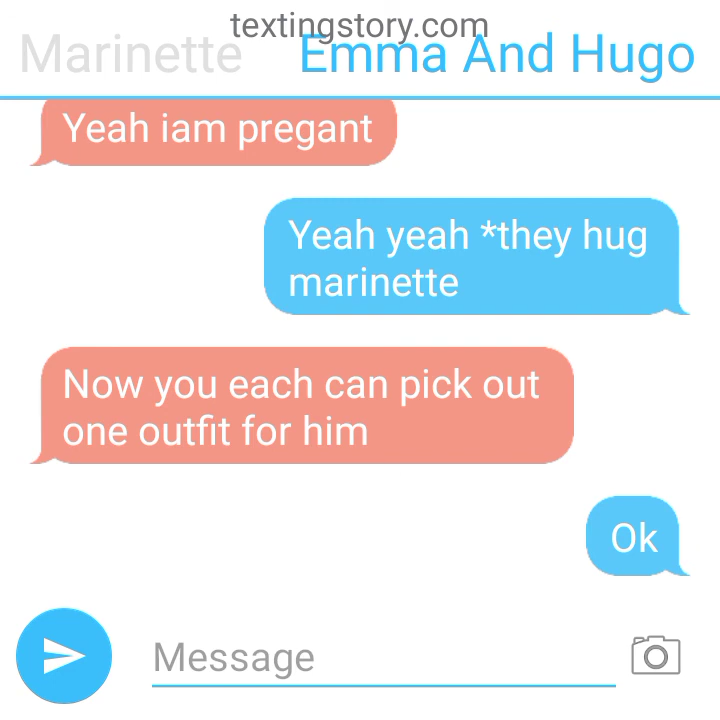 textingstory.com
Marinette Emma And Hugo
Yeah iam pregant
Yeah yeah *they hug
marinette
Now you each can pick out
one outfit for him
Ok
Message